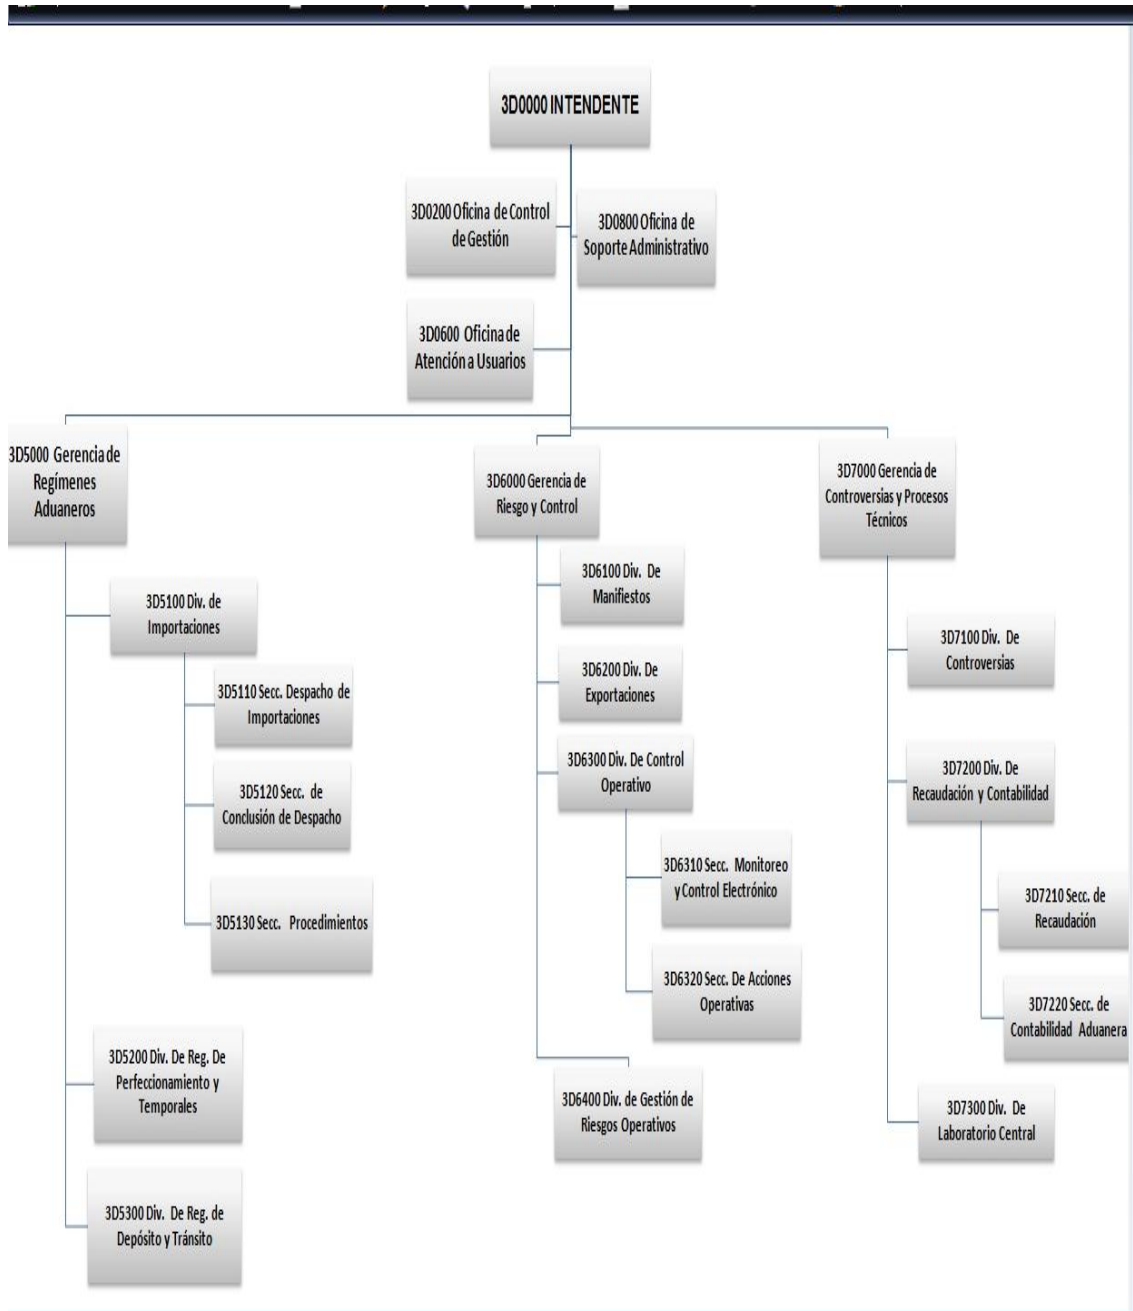 3D0000 INTENDENTE
3D0200 Oficina de Control
de Gestión
3D0800 Oficina de
Soporte Administrativo
3D0600 Oficina de
Atención a Usuarios
3D5000 Gerencia de
Regímenes
Aduaneros
3D5100 Div. de
Importaciones
3D5110 Secc. Despacho de
Importaciones
3D5120 Secc. de
Conclusión de Despacho
3D5130 Secc. Procedimientos
3D5200 Div. De Reg. De
Perfeccionamiento y
Temporales
3D5300 Div. De Reg. de
Depósito y Tránsito
3D6000 Gerencia de
Riesgo y Control
3D6100 Div. De
Manifiestos
3D6200 Div. De
Exportaciones
3D6300 Div. De Control
Operativo
3D6310 Secc. Monitoreo
y Control Electrónico
3D6320 Secc. De Acciones
Operativas
3D6400 Div. de Gestión de
Riesgos Operativos
3D7000 Gerencia de
Controversias y Procesos
Técnicos
3D7100 Div. De
Controversias
3D7200 Div. De
Recaudación y Contabilidad
3D7210 Secc. de
Recaudación
3D7220 Secc. de
Contabilidad Aduanera
3D7300 Div. De
Laboratorio Central